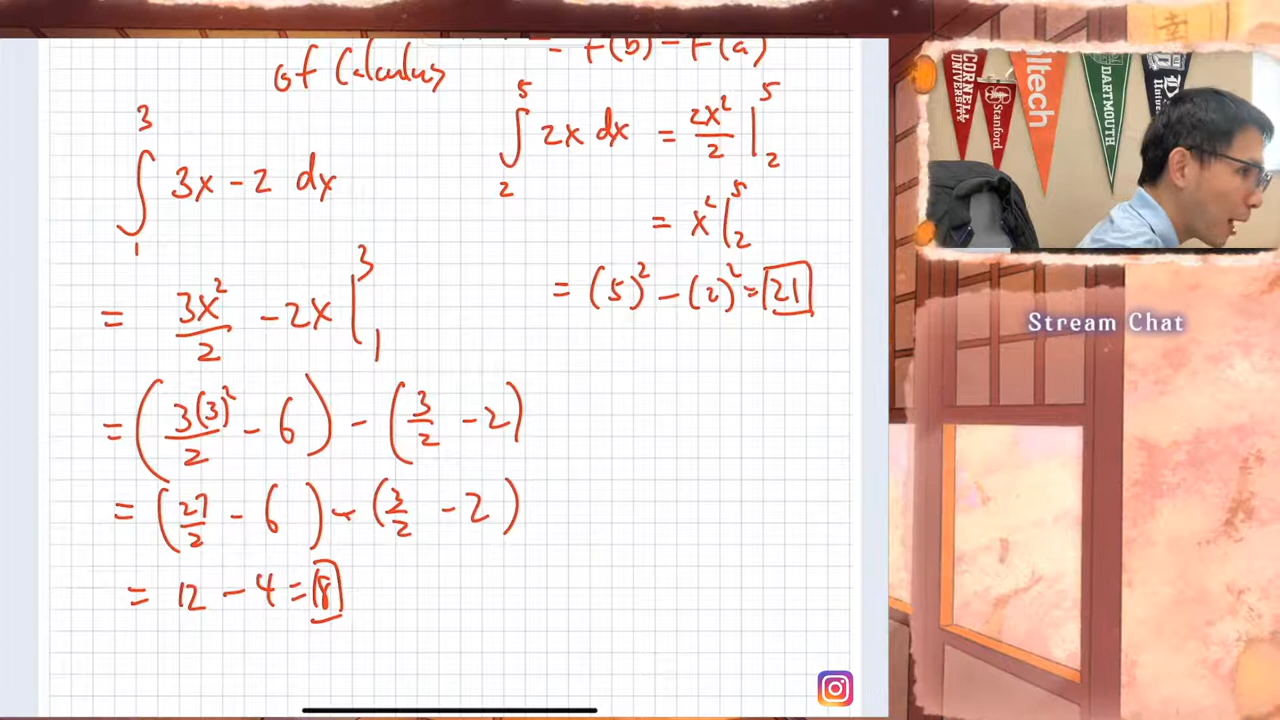 of Calculus
= F(b) - F(a)
∫₁³ 3x - 2 dx
= 3x²/2 - 2x |₁³
= (3(3)²/2 - 6) - (3/2 - 2)
= (27/2 - 6) - (3/2 - 2)
= 12 - 4 = 8
∫₂⁵ 2x dx = 2x²/2 |₂⁵
= x² |₂⁵
= (5)² - (2)² = 21
CORNELL UNIVERSITY
Stanford
ltech
DARTMOUTH
Stream Chat